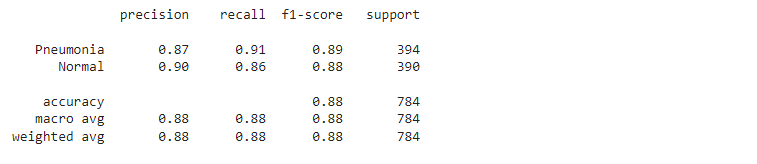 precision recall f1-score support
Pneumonia 0.87 0.91 0.89 394
Normal 0.90 0.86 0.88 390
accuracy 0.88 784
macro avg 0.88 0.88 0.88 784
weighted avg 0.88 0.88 0.88 784